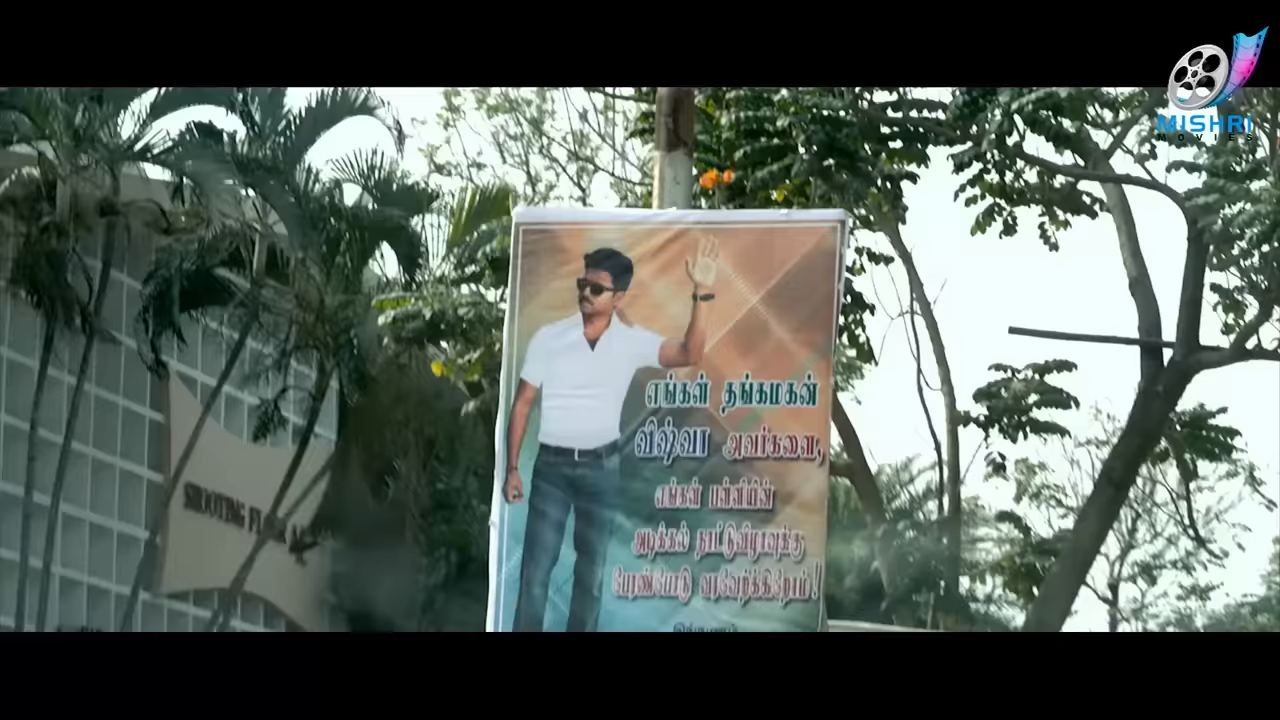 MISHRI
MOVIES
எங்கள் தங்கமகன்
விஷ்வா அவர்களை,
எங்கள் பள்ளியின்
அடிக்கல் நாட்டுவிழாவுக்கு
பேரன்போடு வரவேற்கிறோம்!
SHOOTING